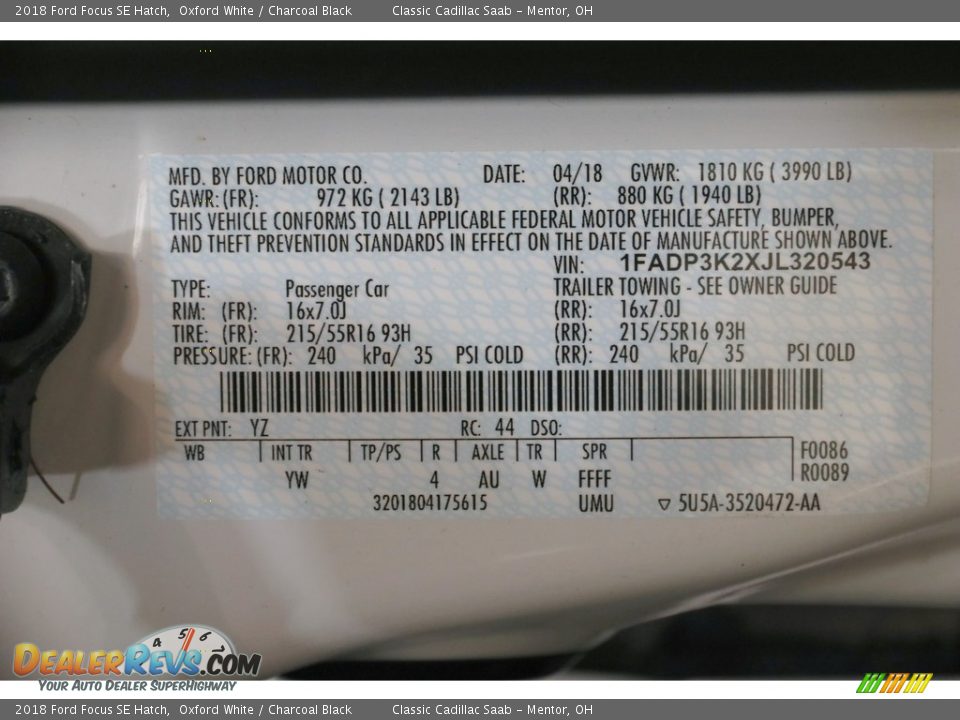 2018 Ford Focus SE Hatch, Oxford White / Charcoal Black Classic Cadillac Saab - Mentor, OH
MFD. BY FORD MOTOR CO. DATE: 04/18 GVWR: 1810 KG ( 3990 LB)
GAWR:(FR): 972 KG ( 2143 LB) (RR): 880 KG ( 1940 LB)
THIS VEHICLE CONFORMS TO ALL APPLICABLE FEDERAL MOTOR VEHICLE SAFETY, BUMPER,
AND THEFT PREVENTION STANDARDS IN EFFECT ON THE DATE OF MANUFACTURE SHOWN ABOVE.
VIN: 1FADP3K2XJL320543
TYPE: Passenger Car TRAILER TOWING - SEE OWNER GUIDE
RIM: (FR): 16x7.0J (RR): 16x7.0J
TIRE: (FR): 215/55R16 93H (RR): 215/55R16 93H
PRESSURE: (FR): 240 kPa/ 35 PSI COLD (RR): 240 kPa/ 35 PSI COLD
EXT PNT: YZ RC: 44 DSO:
WB INT TR TP/PS R AXLE TR SPR F0086
YW 4 AU W FFFF R0089
3201804175615 UMU ▽ 5U5A-3520472-AA
4 5 6
DEALERREVS.COM
YOUR AUTO DEALER SUPERHIGHWAY
2018 Ford Focus SE Hatch, Oxford White / Charcoal Black Classic Cadillac Saab - Mentor, OH